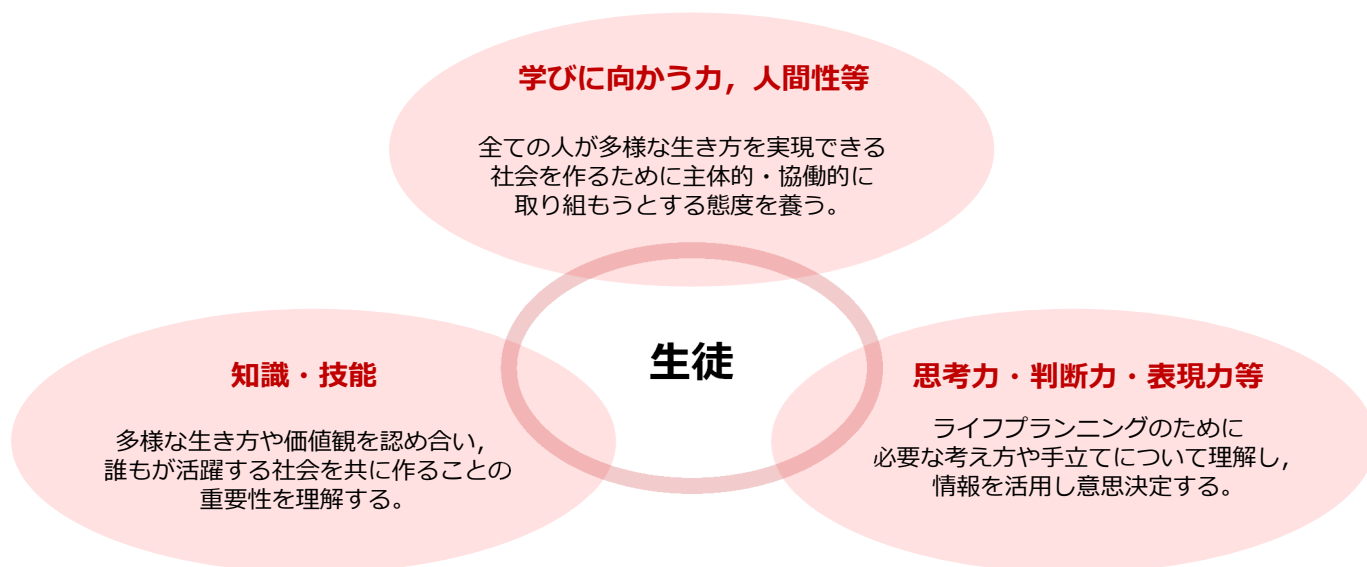 学びに向かう力，人間性等
全ての人が多様な生き方を実現できる
社会を作るために主体的・協働的に
取り組もうとする態度を養う。
生徒
知識・技能
多様な生き方や価値観を認め合い，
誰もが活躍する社会を共に作ることの
重要性を理解する。
思考力・判断力・表現力等
ライフプランニングのために
必要な考え方や手立てについて理解し，
情報を活用し意思決定する。